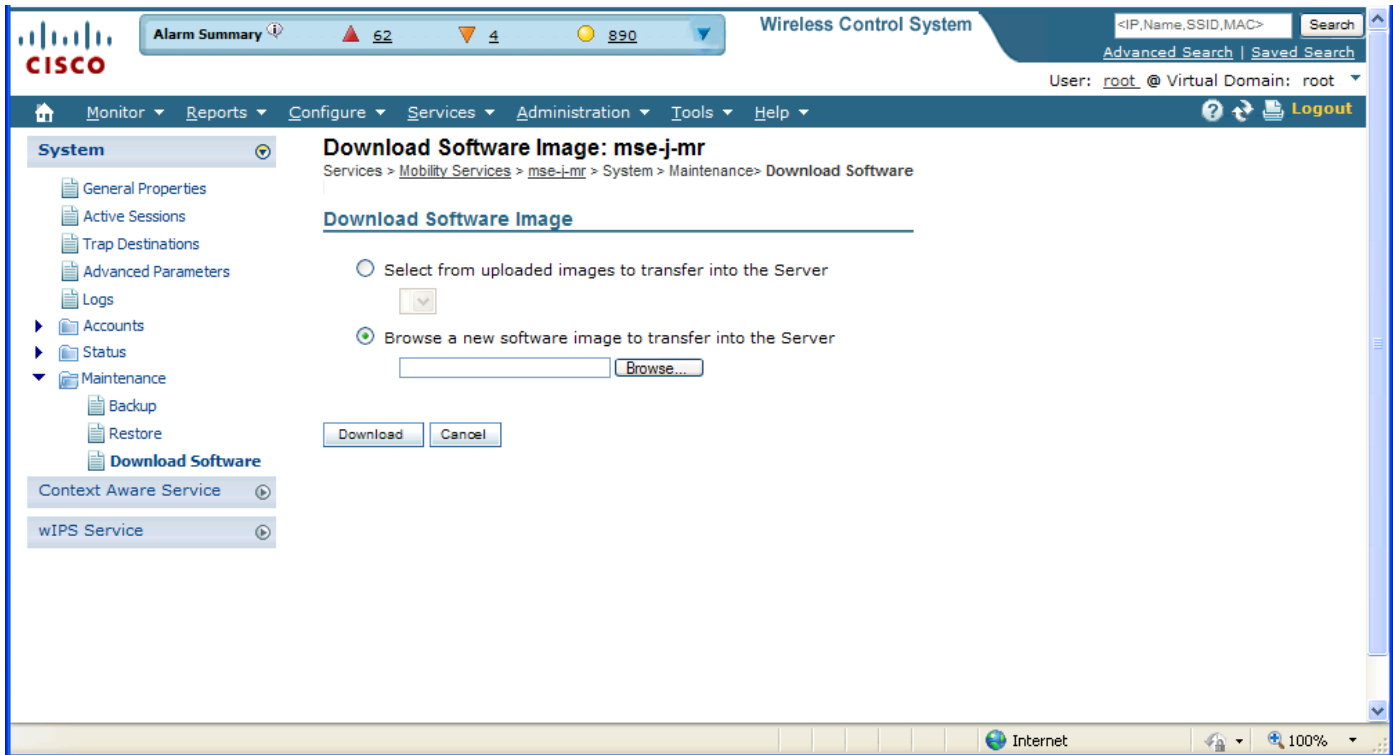 Alarm Summary 62 4 890
Wireless Control System
<IP,Name,SSID,MAC> Search
Advanced Search | Saved Search
CISCO
User: root @ Virtual Domain: root
Monitor Reports Configure Services Administration Tools Help Logout
System
General Properties
Active Sessions
Trap Destinations
Advanced Parameters
Logs
Accounts
Status
Maintenance
Backup
Restore
Download Software
Context Aware Service
wIPS Service
Download Software Image: mse-j-mr
Services > Mobility Services > mse-j-mr > System > Maintenance> Download Software
Download Software Image
Select from uploaded images to transfer into the Server
Browse a new software image to transfer into the Server
Browse...
Download Cancel
Internet 100%